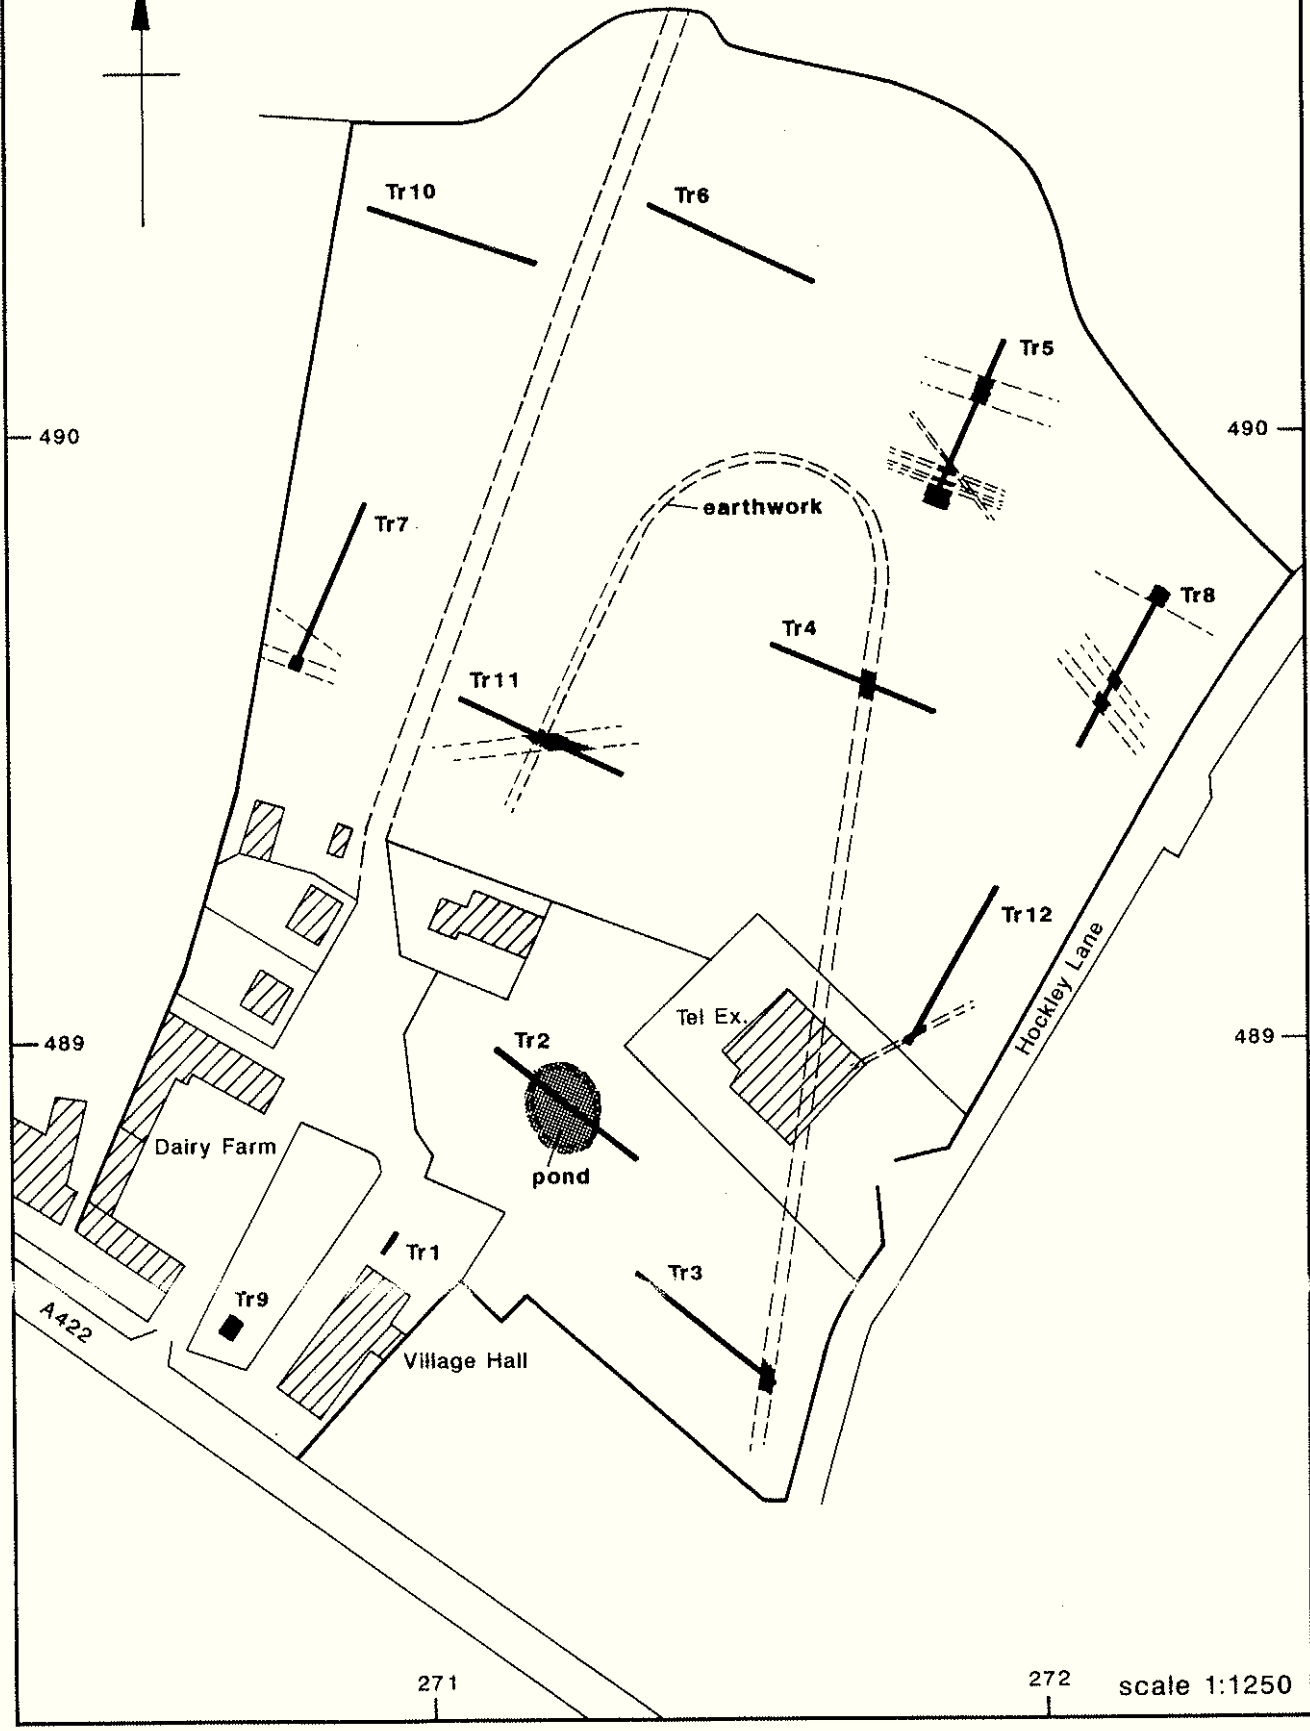 Tr10
Tr6
Tr5
490
490
earthwork
Tr7
Tr8
Tr4
Tr11
Tr12
Hockley Lane
Tel Ex.
489
489
Tr2
Dairy Farm
pond
Tr1
Tr3
Tr9
A422
Village Hall
271
272
scale 1:1250